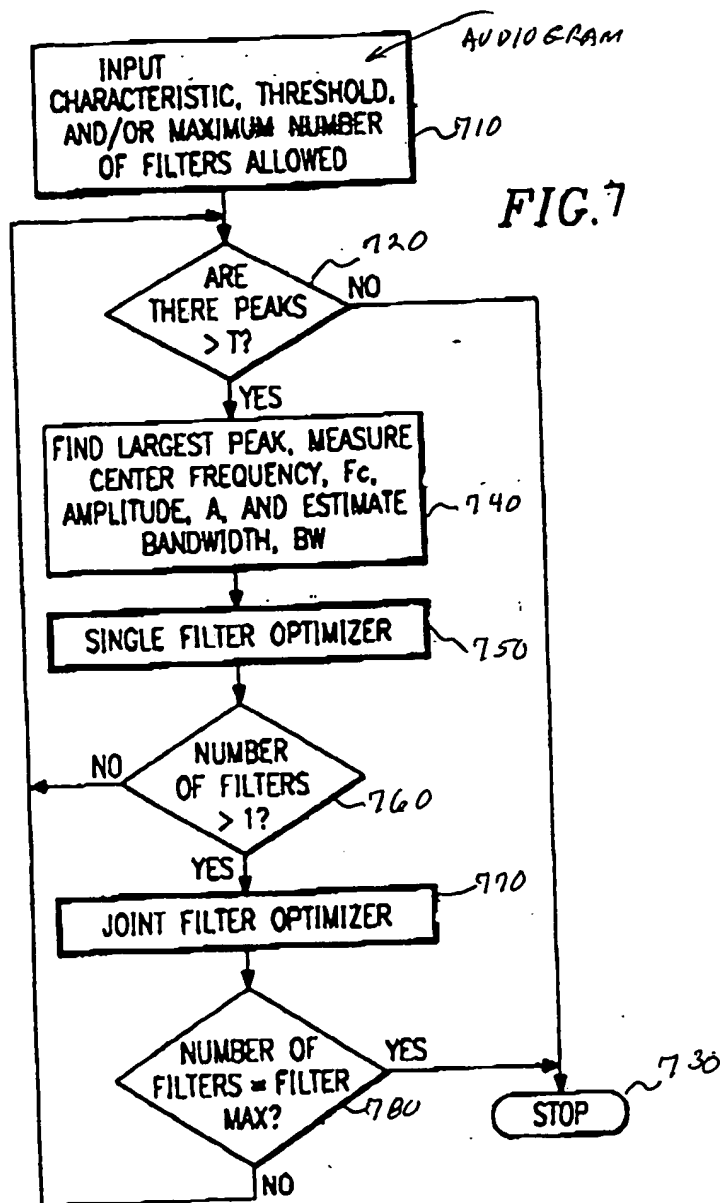 AUDIOGRAM
INPUT
CHARACTERISTIC, THRESHOLD,
AND/OR MAXIMUM NUMBER
OF FILTERS ALLOWED
710
FIG.7
720
ARE
THERE PEAKS
> T?
NO
YES
FIND LARGEST PEAK, MEASURE
CENTER FREQUENCY, Fc,
AMPLITUDE, A, AND ESTIMATE
BANDWIDTH, BW
740
SINGLE FILTER OPTIMIZER
750
NO
NUMBER
OF FILTERS
> 1?
760
YES
770
JOINT FILTER OPTIMIZER
NUMBER OF
FILTERS = FILTER
MAX?
YES
780
730
STOP
NO